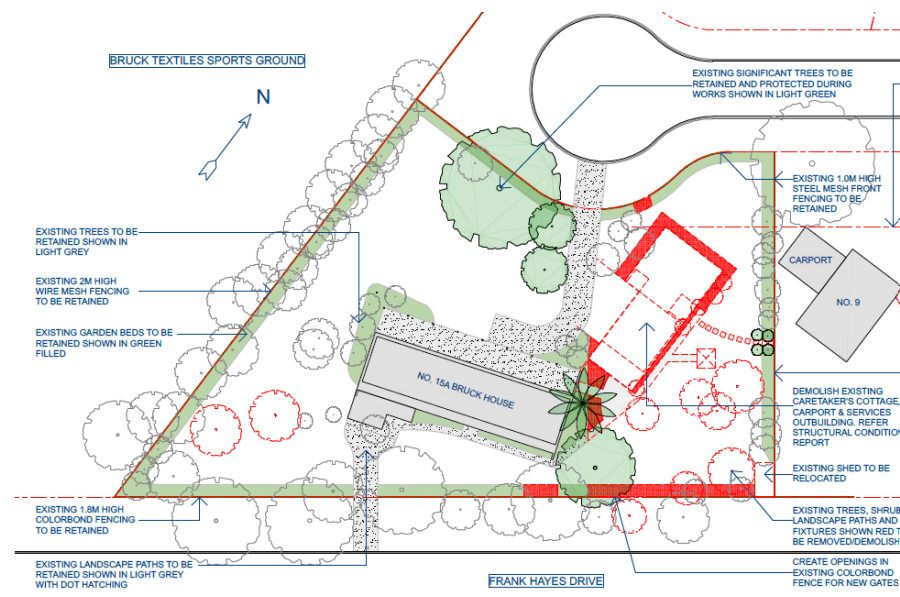 BRUCK TEXTILES SPORTS GROUND
N
EXISTING SIGNIFICANT TREES TO BE
RETAINED AND PROTECTED DURING
WORKS SHOWN IN LIGHT GREEN
EXISTING 1.0M HIGH
STEEL MESH FRONT
FENCING TO BE
RETAINED
EXISTING TREES TO BE
RETAINED SHOWN IN
LIGHT GREY
CARPORT
NO. 9
EXISTING 2M HIGH
WIRE MESH FENCING
TO BE RETAINED
EXISTING GARDEN BEDS TO BE
RETAINED SHOWN IN GREEN
FILLED
NO. 15A BRUCK HOUSE
DEMOLISH EXISTING
CARETAKER'S COTTAGE,
CARPORT & SERVICES
OUTBUILDING. REFER
STRUCTURAL CONDITION
REPORT
EXISTING SHED TO BE
RELOCATED
EXISTING 1.8M HIGH
COLORBOND FENCING
TO BE RETAINED
EXISTING TREES, SHRUB
LANDSCAPE PATHS AND
FIXTURES SHOWN RED T
BE REMOVED/DEMOLISH
EXISTING LANDSCAPE PATHS TO BE
RETAINED SHOWN IN LIGHT GREY
WITH DOT HATCHING
FRANK HAYES DRIVE
CREATE OPENINGS IN
EXISTING COLORBOND
FENCE FOR NEW GATES